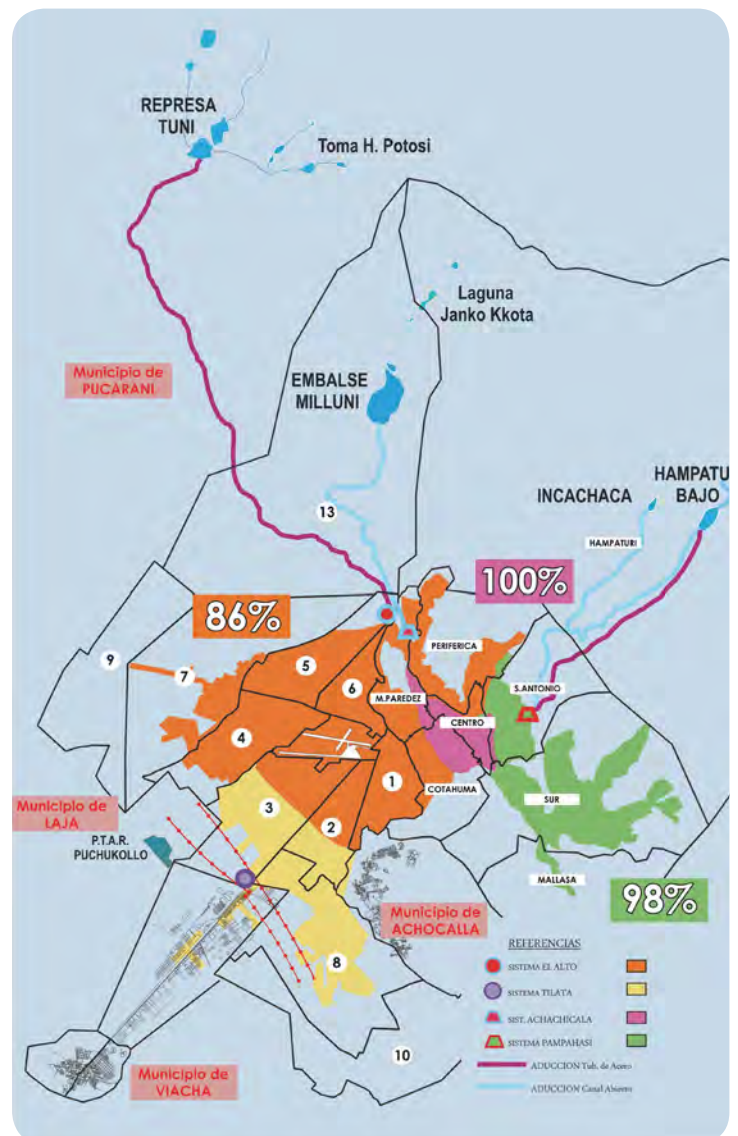 REPRESA
TUNI
Toma H. Potosi
Laguna
Janko Kkota
Municipio de
PUCARANI
EMBALSE
MILLUNI
HAMPATU
BAJO
INCACHACA
13
HAMPATURI
100%
86%
PERIFERICA
9
5
7
S.ANTONIO
6
M.PAREDEZ
CENTRO
4
1
COTAHUMA
3
SUR
2
Municipio de
LAJA
P.T.A.R.
PUCHUKOLLO
MALLASA
98%
Municipio de
ACHOCALLA
8
REFERENCIAS
SISTEMA EL ALTO
SISTEMA TILATA
SIST. ACHACHICALA
SISTEMA PAMPAHASI
ADUCCION Tub. de Acero
ADUCCION Canal Abierto
10
Municipio de
VIACHA